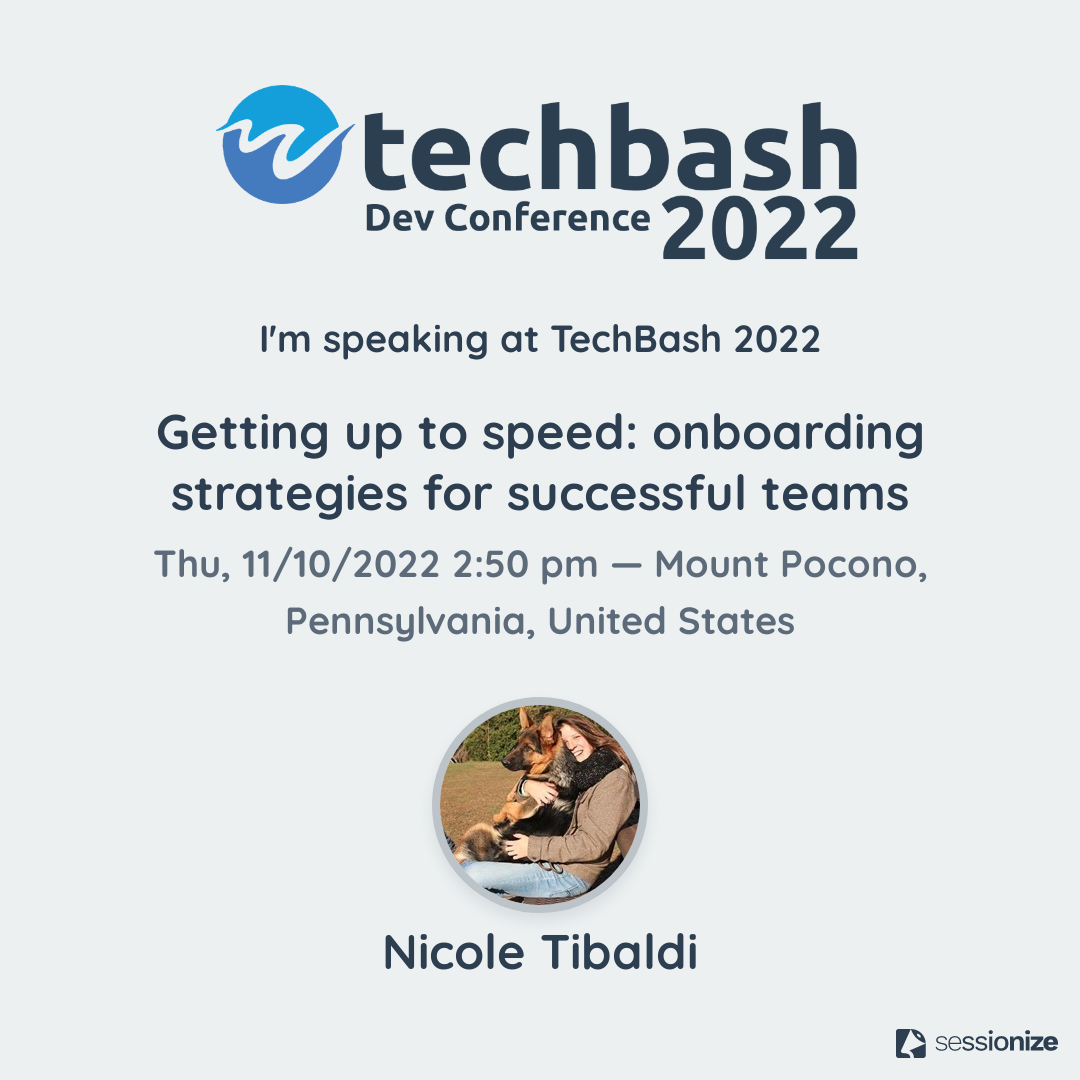 techbash
Dev Conference 2022
I'm speaking at TechBash 2022
Getting up to speed: onboarding
strategies for successful teams
Thu, 11/10/2022 2:50 pm — Mount Pocono,
Pennsylvania, United States
Nicole Tibaldi
sessionize